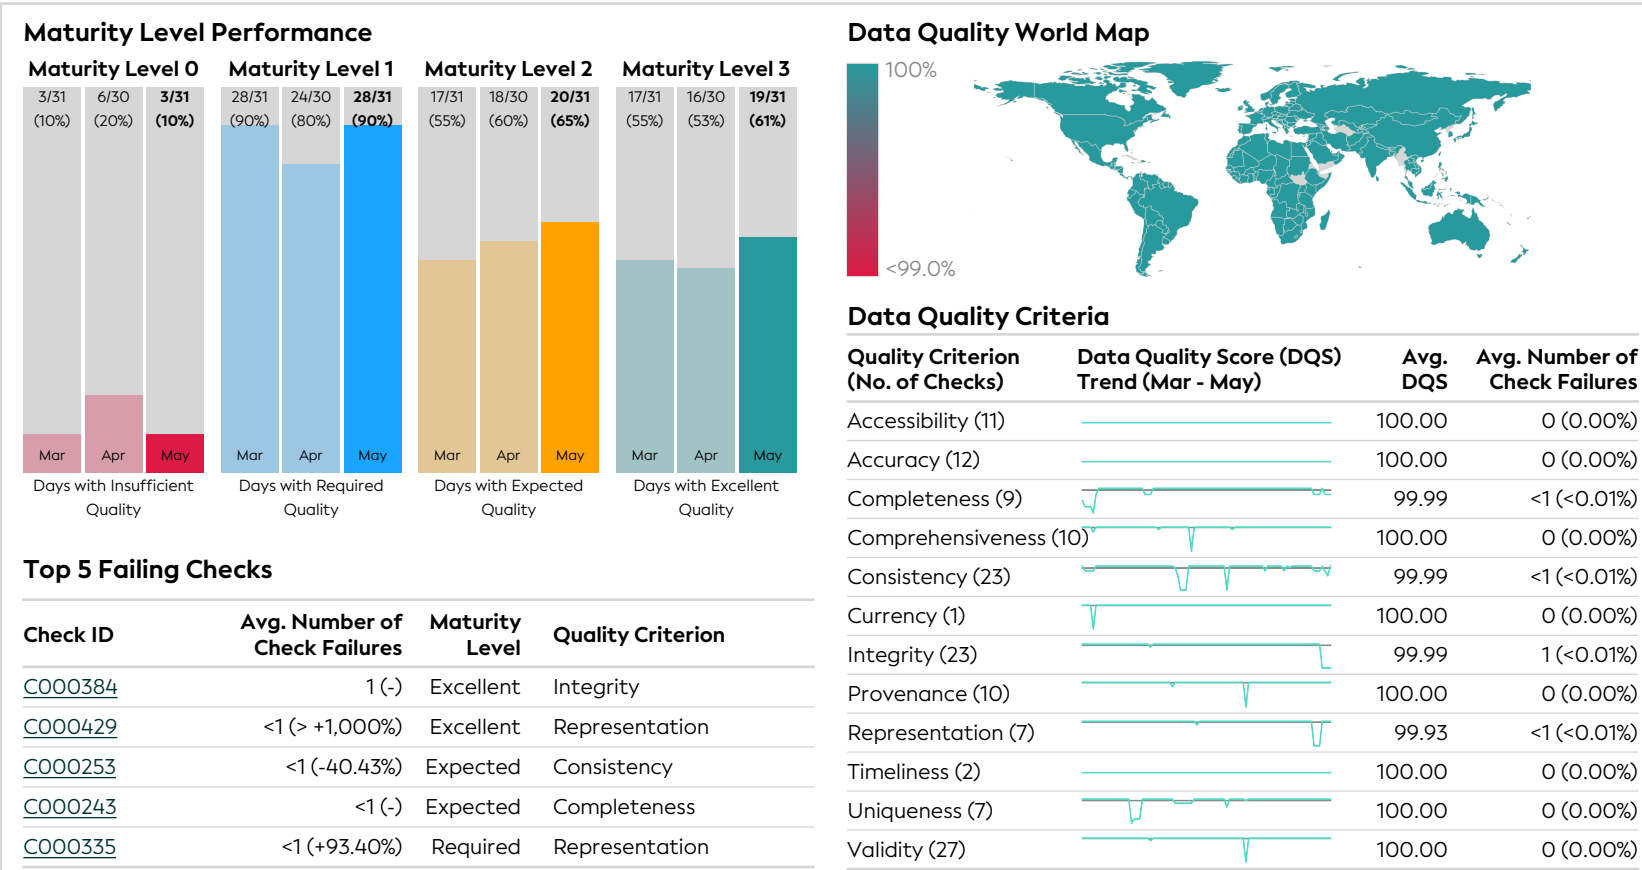 Maturity Level Performance
Maturity Level 0
Maturity Level 1
Maturity Level 2
Maturity Level 3
3/31 6/30 3/31
(10%) (20%) (10%)
28/31 24/30 28/31
(90%) (80%) (90%)
17/31 18/30 20/31
(55%) (60%) (65%)
17/31 16/30 19/31
(55%) (53%) (61%)
Mar Apr May
Mar Apr May
Mar Apr May
Mar Apr May
Days with Insufficient
Quality
Days with Required
Quality
Days with Expected
Quality
Days with Excellent
Quality
Top 5 Failing Checks
Check ID
Avg. Number of
Check Failures
Maturity
Level
Quality Criterion
C000384 1 (-) Excellent Integrity
C000429 <1 (> +1,000%) Excellent Representation
C000253 <1 (-40.43%) Expected Consistency
C000243 <1 (-) Expected Completeness
C000335 <1 (+93.40%) Required Representation
Data Quality World Map
100%
<99.0%
Data Quality Criteria
Quality Criterion
(No. of Checks)
Data Quality Score (DQS)
Trend (Mar - May)
Avg.
DQS
Avg. Number of
Check Failures
Accessibility (11) 100.00 0 (0.00%)
Accuracy (12) 100.00 0 (0.00%)
Completeness (9) 99.99 <1 (<0.01%)
Comprehensiveness (10) 100.00 0 (0.00%)
Consistency (23) 99.99 <1 (<0.01%)
Currency (1) 100.00 0 (0.00%)
Integrity (23) 99.99 1 (<0.01%)
Provenance (10) 100.00 0 (0.00%)
Representation (7) 99.93 <1 (<0.01%)
Timeliness (2) 100.00 0 (0.00%)
Uniqueness (7) 100.00 0 (0.00%)
Validity (27) 100.00 0 (0.00%)